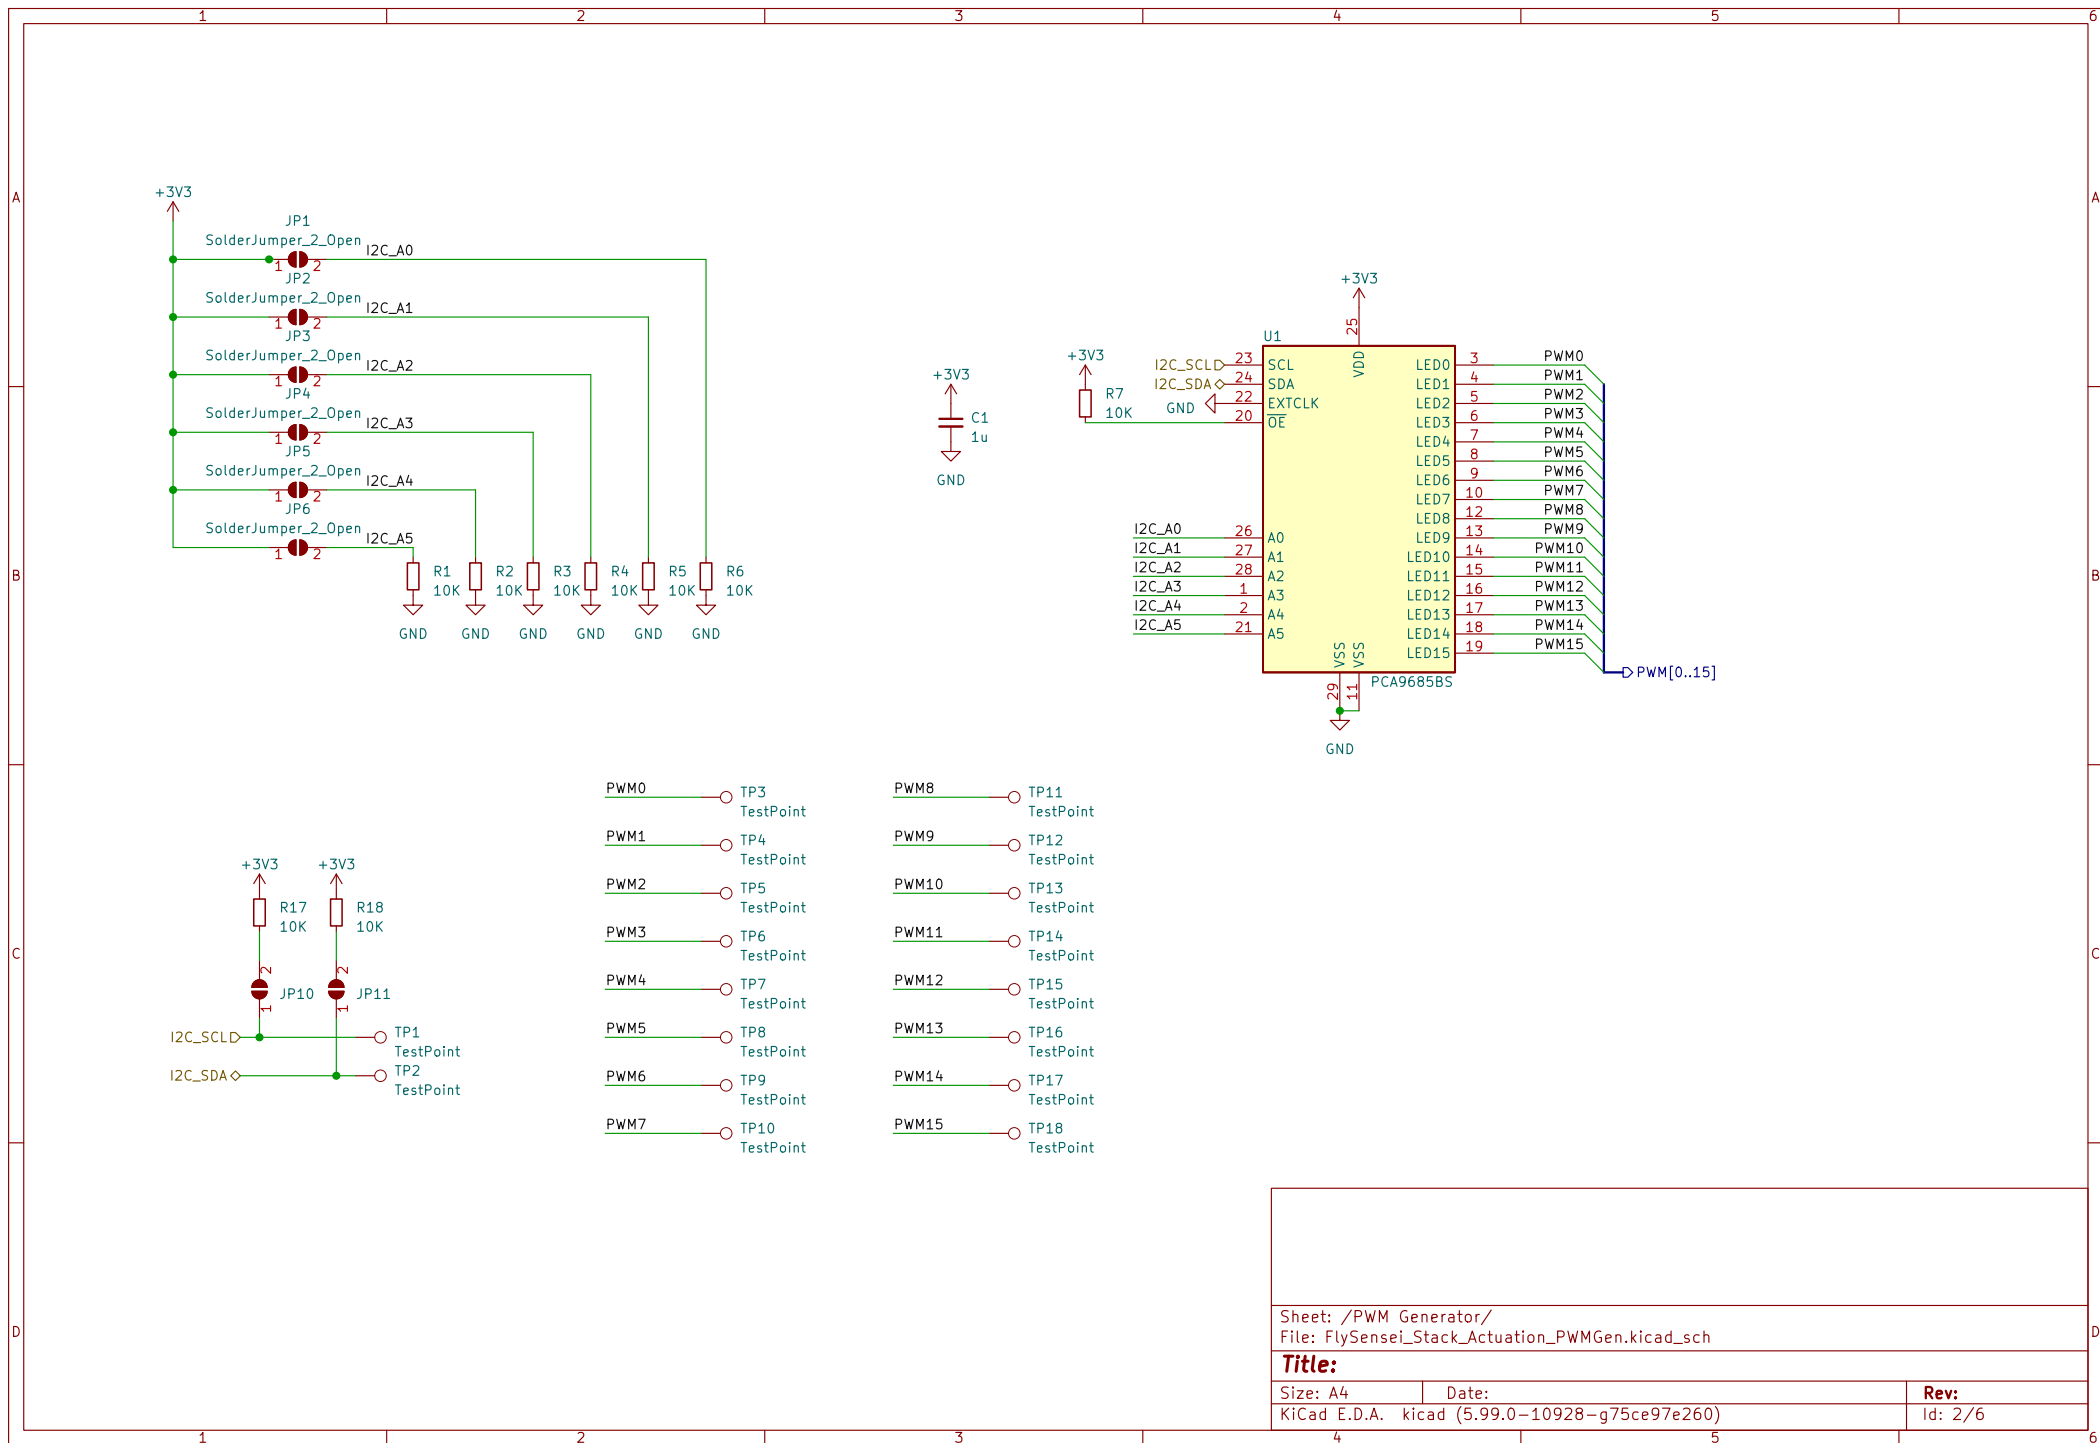 1 2 3 4 5 6
A A
B B
C C
D D
+3V3
JP1
SolderJumper_2_Open
I2C_A0
1 2
JP2
SolderJumper_2_Open
I2C_A1
1 2
JP3
SolderJumper_2_Open
I2C_A2
1 2
JP4
SolderJumper_2_Open
I2C_A3
1 2
JP5
SolderJumper_2_Open
I2C_A4
1 2
JP6
SolderJumper_2_Open
I2C_A5
1 2
R1 R2 R3 R4 R5 R6
10K 10K 10K 10K 10K 10K
GND GND GND GND GND GND
+3V3
C1
1u
GND
+3V3
R7
10K
+3V3
25
VDD
U1
I2C_SCL 23 SCL
I2C_SDA 24 SDA
GND 22 EXTCLK
20 OE
I2C_A0 26 A0
I2C_A1 27 A1
I2C_A2 28 A2
I2C_A3 1 A3
I2C_A4 2 A4
I2C_A5 21 A5
LED0 3 PWM0
LED1 4 PWM1
LED2 5 PWM2
LED3 6 PWM3
LED4 7 PWM4
LED5 8 PWM5
LED6 9 PWM6
LED7 10 PWM7
LED8 12 PWM8
LED9 13 PWM9
LED10 14 PWM10
LED11 15 PWM11
LED12 16 PWM12
LED13 17 PWM13
LED14 18 PWM14
LED15 19 PWM15
PWM[0..15]
VSS VSS
29 11
PCA9685BS
GND
+3V3 +3V3
R17 R18
10K 10K
2 2
JP10 JP11
1 1
I2C_SCL TP1
TestPoint
I2C_SDA TP2
TestPoint
PWM0 TP3
TestPoint
PWM1 TP4
TestPoint
PWM2 TP5
TestPoint
PWM3 TP6
TestPoint
PWM4 TP7
TestPoint
PWM5 TP8
TestPoint
PWM6 TP9
TestPoint
PWM7 TP10
TestPoint
PWM8 TP11
TestPoint
PWM9 TP12
TestPoint
PWM10 TP13
TestPoint
PWM11 TP14
TestPoint
PWM12 TP15
TestPoint
PWM13 TP16
TestPoint
PWM14 TP17
TestPoint
PWM15 TP18
TestPoint
Sheet: /PWM Generator/
File: FlySensei_Stack_Actuation_PWMGen.kicad_sch
Title:
Size: A4 Date: Rev:
KiCad E.D.A. kicad (5.99.0-10928-g75ce97e260) Id: 2/6
1 2 3 4 5 6